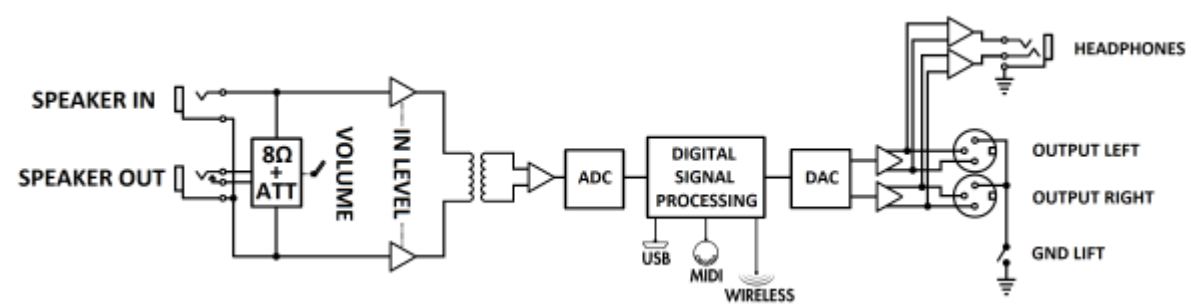 SPEAKER IN
SPEAKER OUT
8Ω
+
ATT
VOLUME
IN LEVEL
ADC
DIGITAL
SIGNAL
PROCESSING
USB
MIDI
WIRELESS
DAC
HEADPHONES
OUTPUT LEFT
OUTPUT RIGHT
GND LIFT